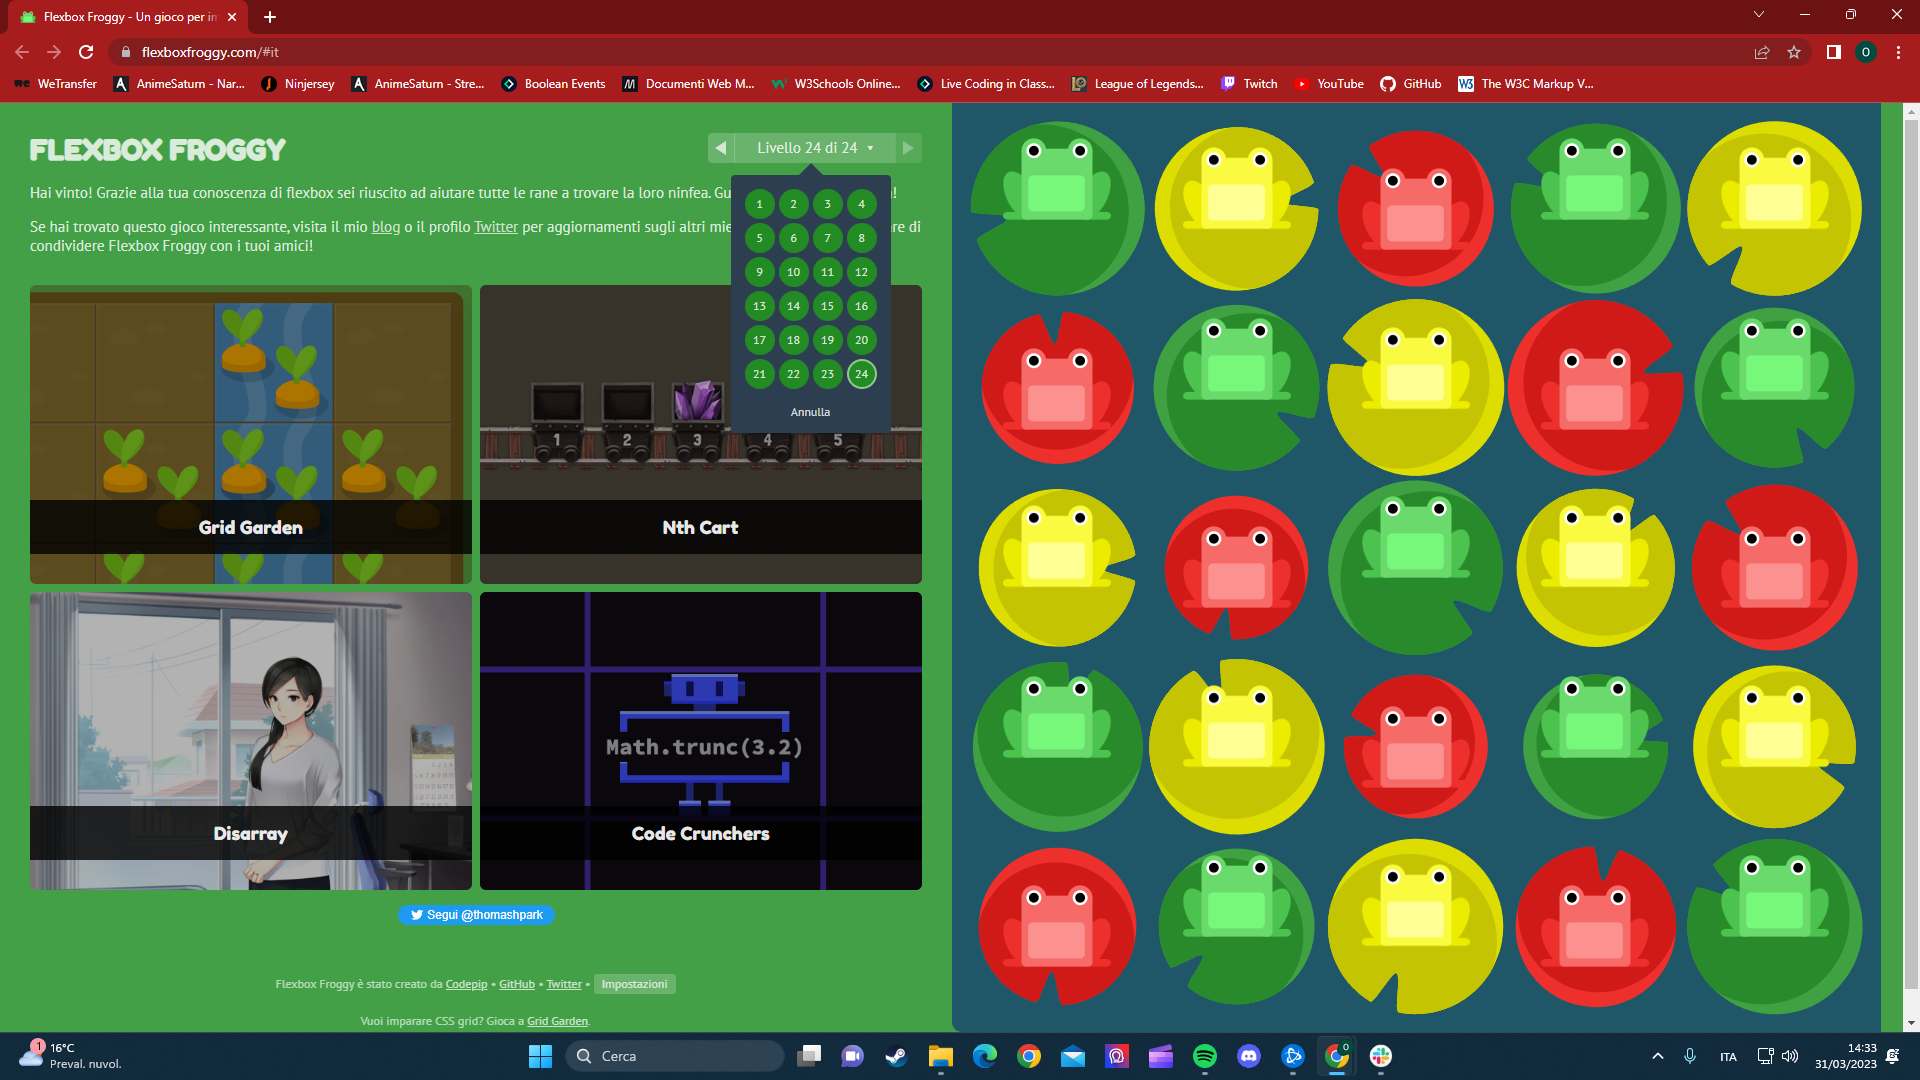 Flexbox Froggy - Un gioco per im
flexboxfroggy.com/#it
O
WeTransfer
AnimeSaturn - Nar...
Ninjersey
AnimeSaturn - Stre...
Boolean Events
Documenti Web M...
W3Schools Online...
Live Coding in Class...
League of Legends...
Twitch
YouTube
GitHub
The W3C Markup V...
FLEXBOX FROGGY
Livello 24 di 24
Hai vinto! Grazie alla tua conoscenza di flexbox sei riuscito ad aiutare tutte le rane a trovare la loro ninfea. Gu
!
Se hai trovato questo gioco interessante, visita il mio blog o il profilo Twitter per aggiornamenti sugli altri mie
re di
condividere Flexbox Froggy con i tuoi amici!
1 2 3 4
5 6 7 8
9 10 11 12
13 14 15 16
17 18 19 20
21 22 23 24
Annulla
1 2 3 4 5
Grid Garden
Nth Cart
Math.trunc(3.2)
Disarray
Code Crunchers
Segui @thomashpark
Flexbox Froggy è stato creato da Codepip • GitHub • Twitter • Impostazioni
Vuoi imparare CSS grid? Gioca a Grid Garden.
1
16°C
Preval. nuvol.
Cerca
ITA
14:33
31/03/2023